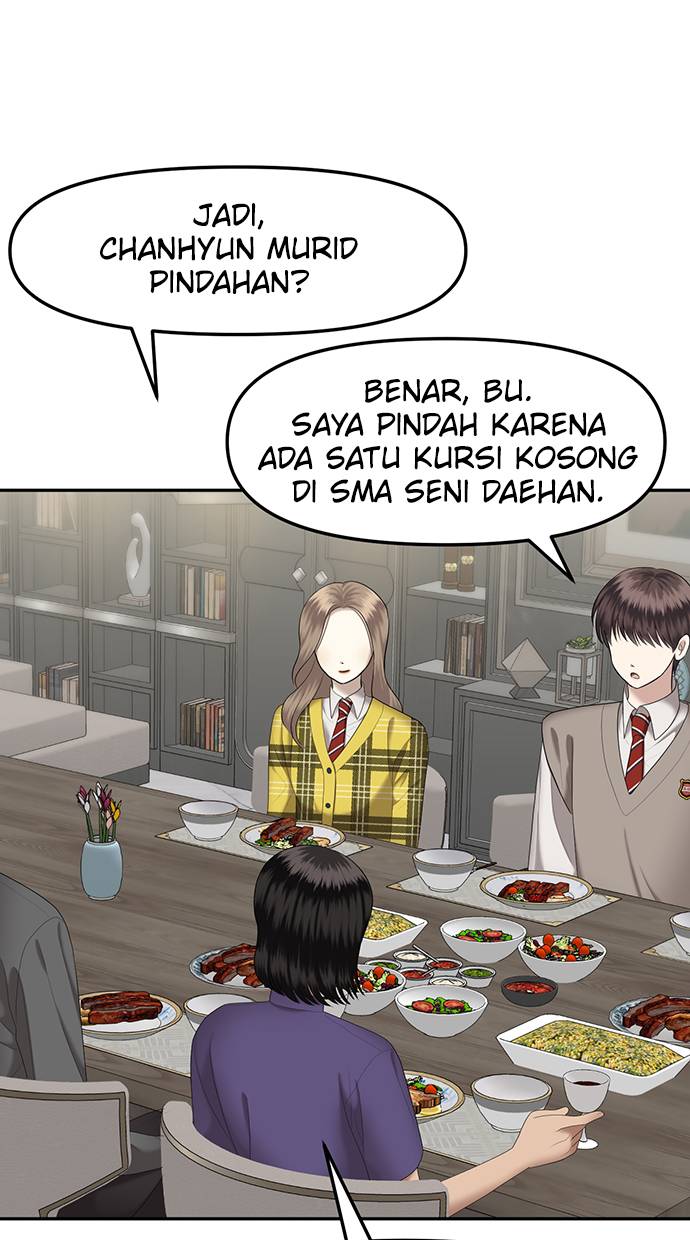 JADI,
CHANHYUN MURID
PINDAHAN?
BENAR, BU.
SAYA PINDAH KARENA
ADA SATU KURSI KOSONG
DI SMA SENI DAEHAN.